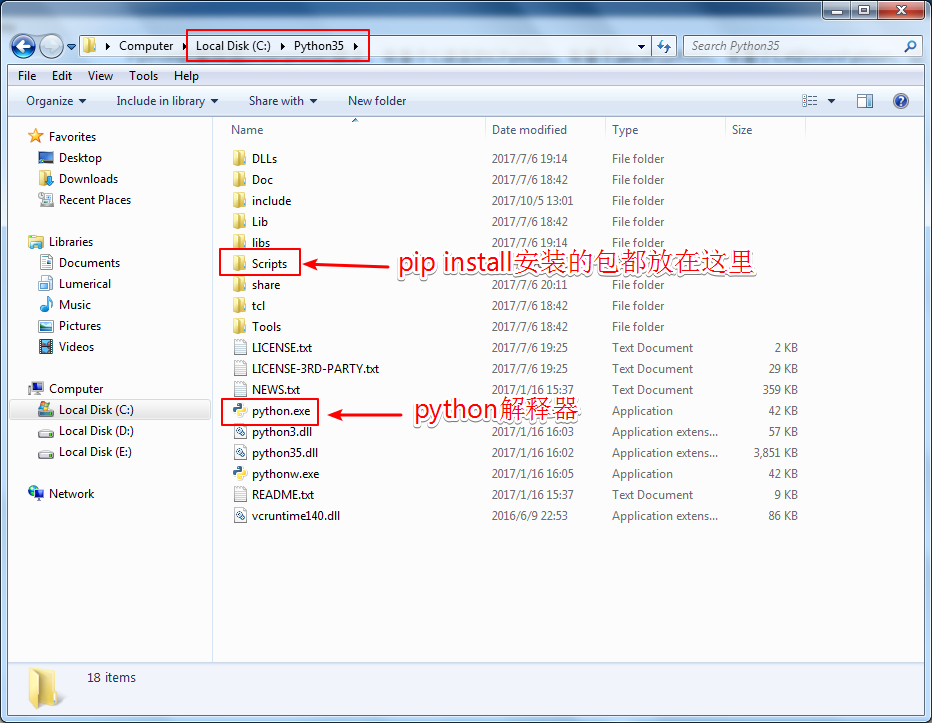 Computer Local Disk (C:) Python35 Search Python35
File Edit View Tools Help
Organize Include in library Share with New folder
Name Date modified Type Size
Favorites
Desktop
Downloads
Recent Places
Libraries
Documents
Lumerical
Music
Pictures
Videos
Computer
Local Disk (C:)
Local Disk (D:)
Local Disk (E:)
Network
DLLs 2017/7/6 19:14 File folder
Doc 2017/7/6 18:42 File folder
include 2017/10/5 13:01 File folder
Lib 2017/7/6 18:42 File folder
libs 2017/7/6 19:14 File folder
Scripts
pip install安装的包都放在这里
share 2017/7/6 20:11 File folder
tcl 2017/7/6 18:42 File folder
Tools 2017/7/6 18:42 File folder
LICENSE.txt 2017/7/6 19:25 Text Document 2 KB
LICENSE-3RD-PARTY.txt 2017/7/6 19:25 Text Document 29 KB
NEWS.txt 2017/1/16 15:37 Text Document 359 KB
python.exe Application 42 KB
python解释器
python3.dll 2017/1/16 16:03 Application extens... 57 KB
python35.dll 2017/1/16 16:02 Application extens... 3,851 KB
pythonw.exe 2017/1/16 16:05 Application 42 KB
README.txt 2017/1/16 15:37 Text Document 9 KB
vcruntime140.dll 2016/6/9 22:53 Application extens... 86 KB
18 items